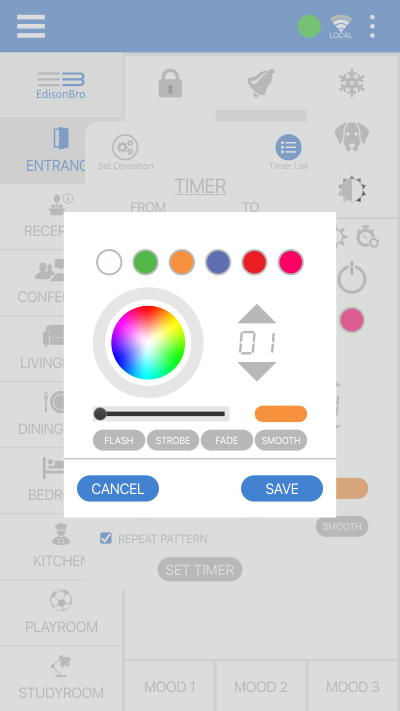 LOCAL
EdisonBro
Set Operation
Timer List
ENTRANC
TIMER
FROM TO
RECEP
CONFE
01
LIVING
DINING
FLASH STROBE FADE SMOOTH
CANCEL SAVE
BEDR
SMOOTH
REPEAT PATTERN
KITCHEN
SET TIMER
PLAYROOM
STUDYROOM
MOOD 1 MOOD 2 MOOD 3